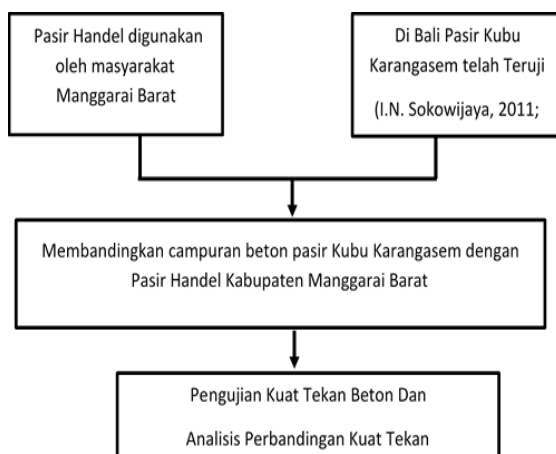 Pasir Handel digunakan
oleh masyarakat
Manggarai Barat
Di Bali Pasir Kubu
Karangasem telah Teruji
(I.N. Sokowijaya, 2011;
Membandingkan campuran beton pasir Kubu Karangasem dengan
Pasir Handel Kabupaten Manggarai Barat
Pengujian Kuat Tekan Beton Dan
Analisis Perbandingan Kuat Tekan